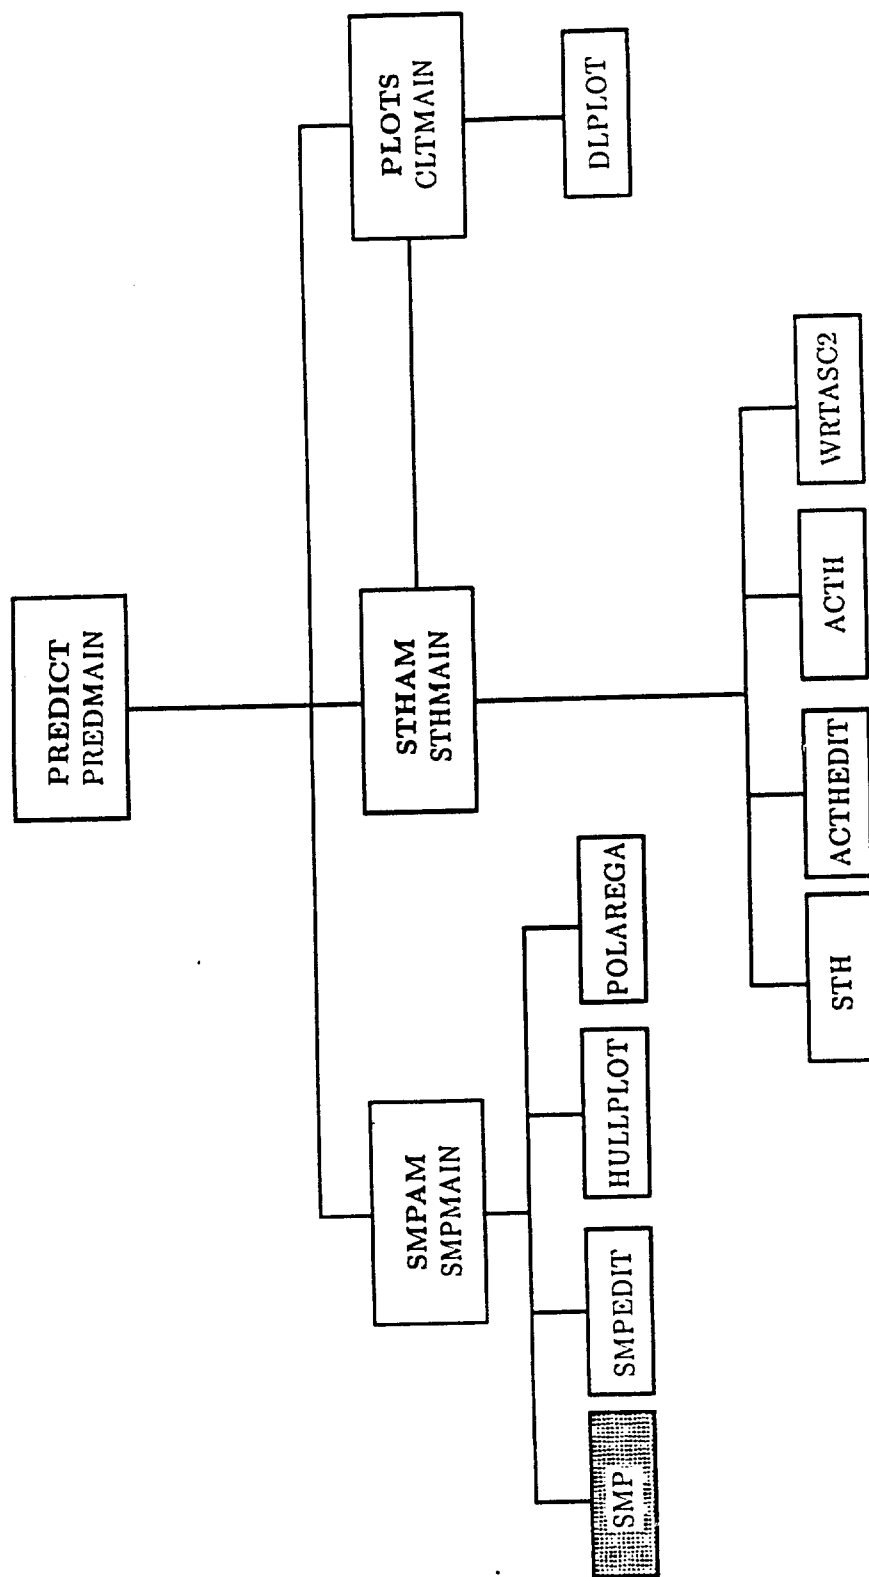 PREDICT
PREDMAIN
SMPAM
SMPMAIN
STHAM
STHMAIN
PLOTS
CLTMAIN
SMP
SMPEDIT
HULLPLOT
POLAREGA
DLPLOT
STH
ACTHEDIT
ACTH
WRTASC2